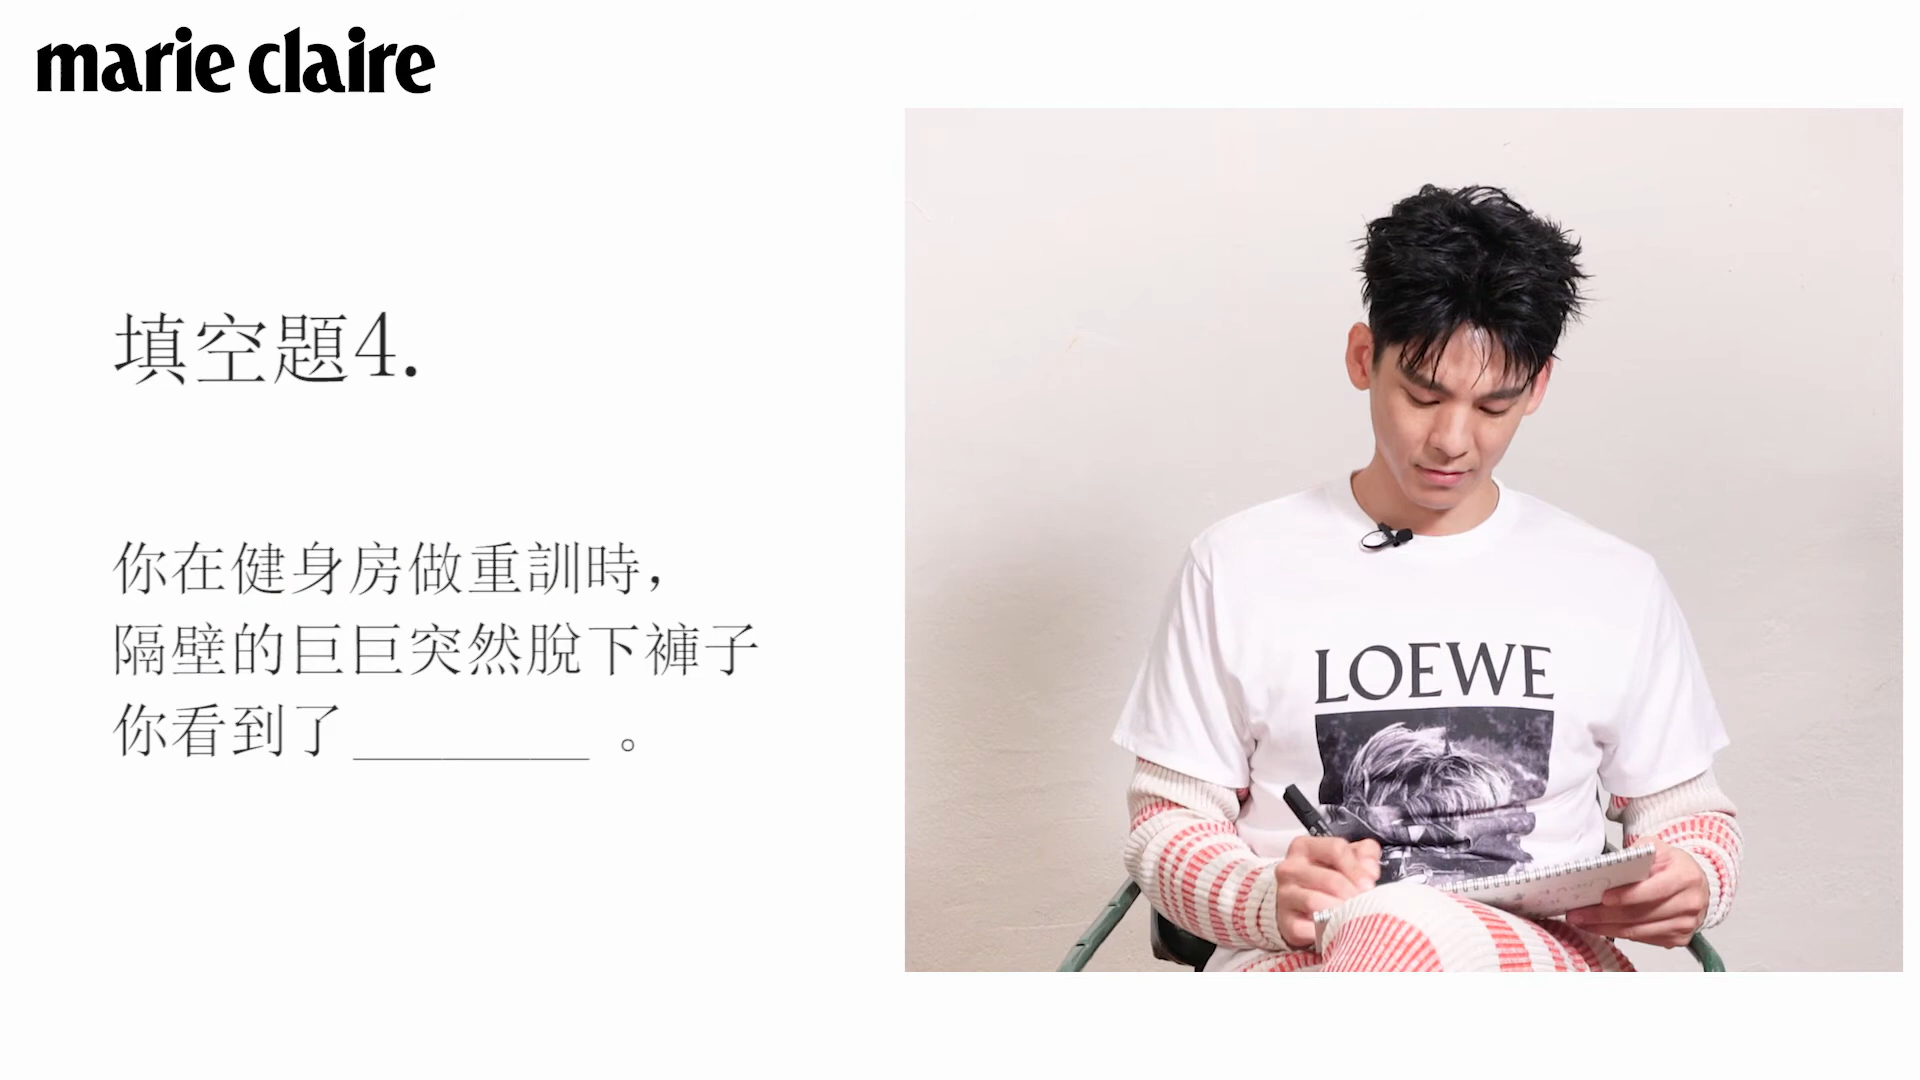 marie claire
填空題4.
你在健身房做重訓時，
隔壁的巨巨突然脫下褲子
你看到了________ 。
LOEWE